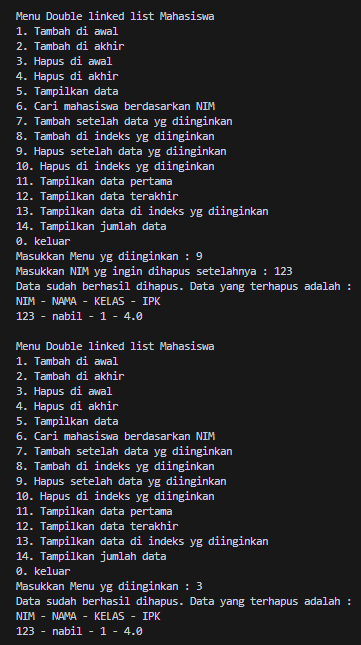 Menu Double linked list Mahasiswa
1. Tambah di awal
2. Tambah di akhir
3. Hapus di awal
4. Hapus di akhir
5. Tampilkan data
6. Cari mahasiswa berdasarkan NIM
7. Tambah setelah data yg diinginkan
8. Tambah di indeks yg diinginkan
9. Hapus setelah data yg diinginkan
10. Hapus di indeks yg diinginkan
11. Tampilkan data pertama
12. Tampilkan data terakhir
13. Tampilkan data di indeks yg diinginkan
14. Tampilkan jumlah data
0. keluar
Masukkan Menu yg diinginkan : 9
Masukkan NIM yg ingin dihapus setelahnya : 123
Data sudah berhasil dihapus. Data yang terhapus adalah :
NIM - NAMA - KELAS - IPK
123 - nabil - 1 - 4.0

Menu Double linked list Mahasiswa
1. Tambah di awal
2. Tambah di akhir
3. Hapus di awal
4. Hapus di akhir
5. Tampilkan data
6. Cari mahasiswa berdasarkan NIM
7. Tambah setelah data yg diinginkan
8. Tambah di indeks yg diinginkan
9. Hapus setelah data yg diinginkan
10. Hapus di indeks yg diinginkan
11. Tampilkan data pertama
12. Tampilkan data terakhir
13. Tampilkan data di indeks yg diinginkan
14. Tampilkan jumlah data
0. keluar
Masukkan Menu yg diinginkan : 3
Data sudah berhasil dihapus. Data yang terhapus adalah :
NIM - NAMA - KELAS - IPK
123 - nabil - 1 - 4.0